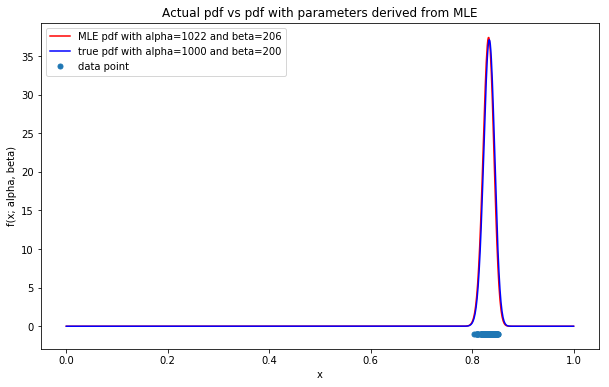 Actual pdf vs pdf with parameters derived from MLE
MLE pdf with alpha=1022 and beta=206
true pdf with alpha=1000 and beta=200
data point
f(x; alpha, beta)
35
30
25
20
15
10
5
0
0.0 0.2 0.4 0.6 0.8 1.0
x